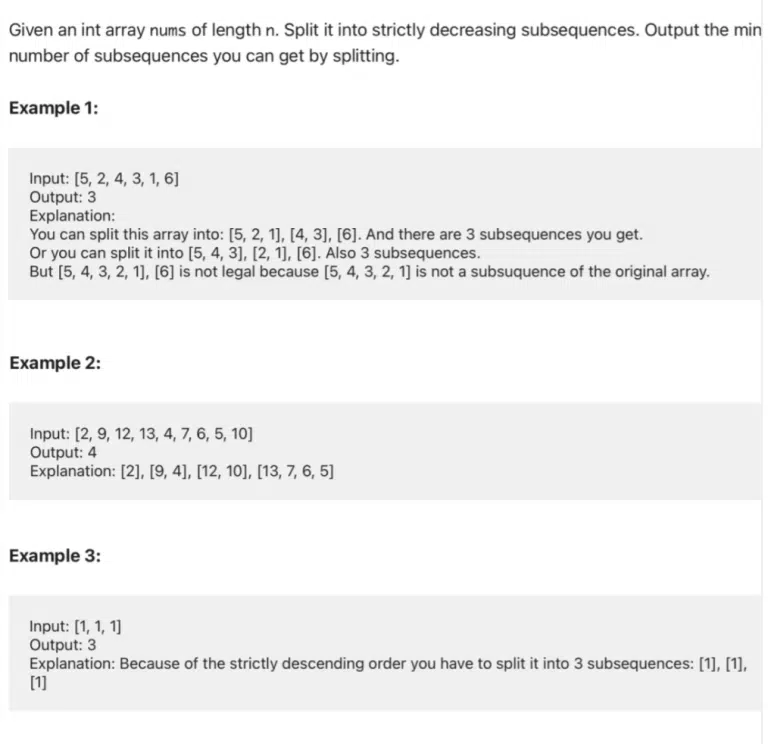 Given an int array nums of length n. Split it into strictly decreasing subsequences. Output the min
number of subsequences you can get by splitting.
Example 1:
Input: [5, 2, 4, 3, 1, 6]
Output: 3
Explanation:
You can split this array into: [5, 2, 1], [4, 3], [6]. And there are 3 subsequences you get.
Or you can split it into [5, 4, 3], [2, 1], [6]. Also 3 subsequences.
But [5, 4, 3, 2, 1], [6] is not legal because [5, 4, 3, 2, 1] is not a subsuquence of the original array.
Example 2:
Input: [2, 9, 12, 13, 4, 7, 6, 5, 10]
Output: 4
Explanation: [2], [9, 4], [12, 10], [13, 7, 6, 5]
Example 3:
Input: [1, 1, 1]
Output: 3
Explanation: Because of the strictly descending order you have to split it into 3 subsequences: [1], [1],
[1]